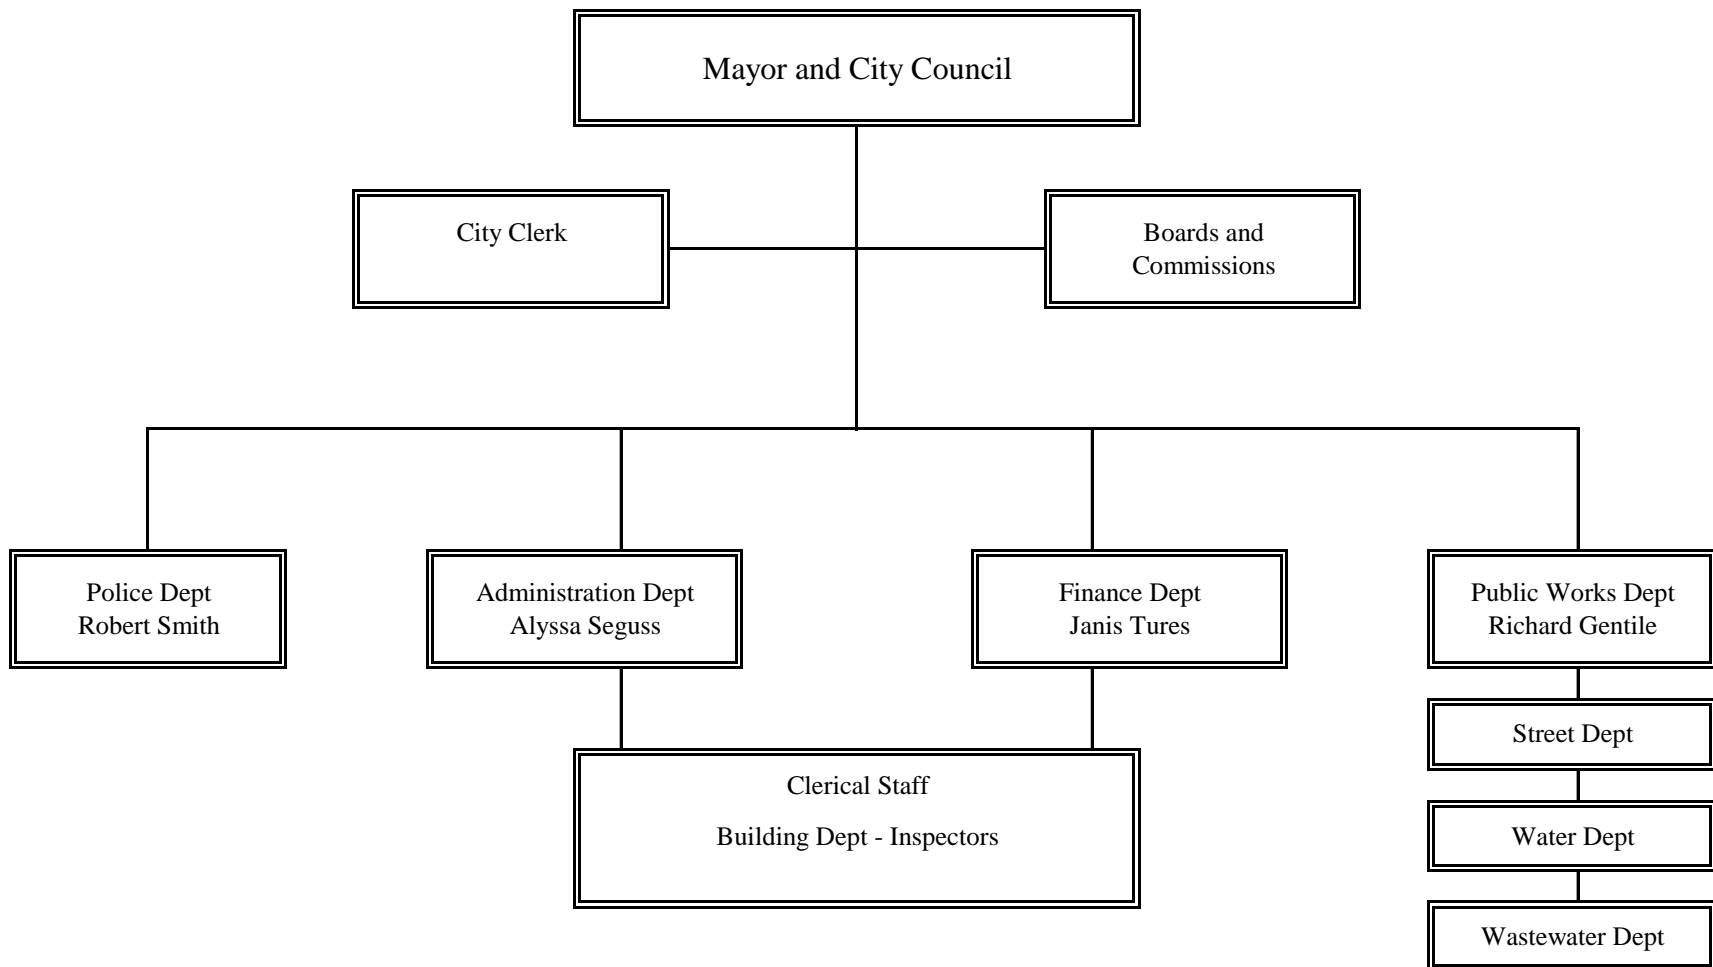 Mayor and City Council
City Clerk
Boards and
Commissions
Police Dept
Robert Smith
Administration Dept
Alyssa Seguss
Finance Dept
Janis Tures
Public Works Dept
Richard Gentile
Street Dept
Clerical Staff
Building Dept - Inspectors
Water Dept
Wastewater Dept